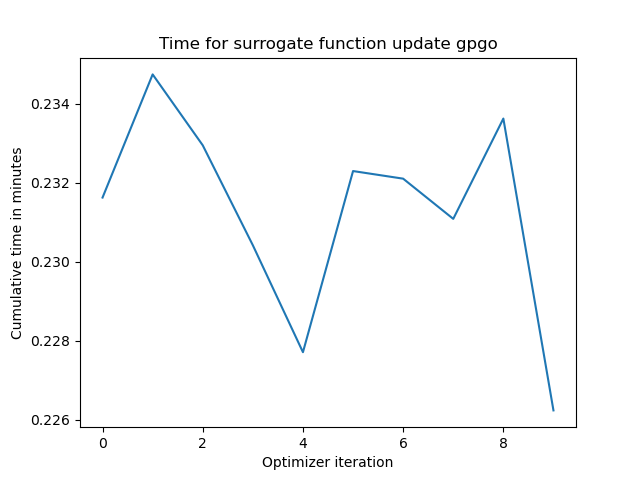 Time for surrogate function update gpgo
Cumulative time in minutes
0.234
0.232
0.230
0.228
0.226
0 2 4 6 8
Optimizer iteration